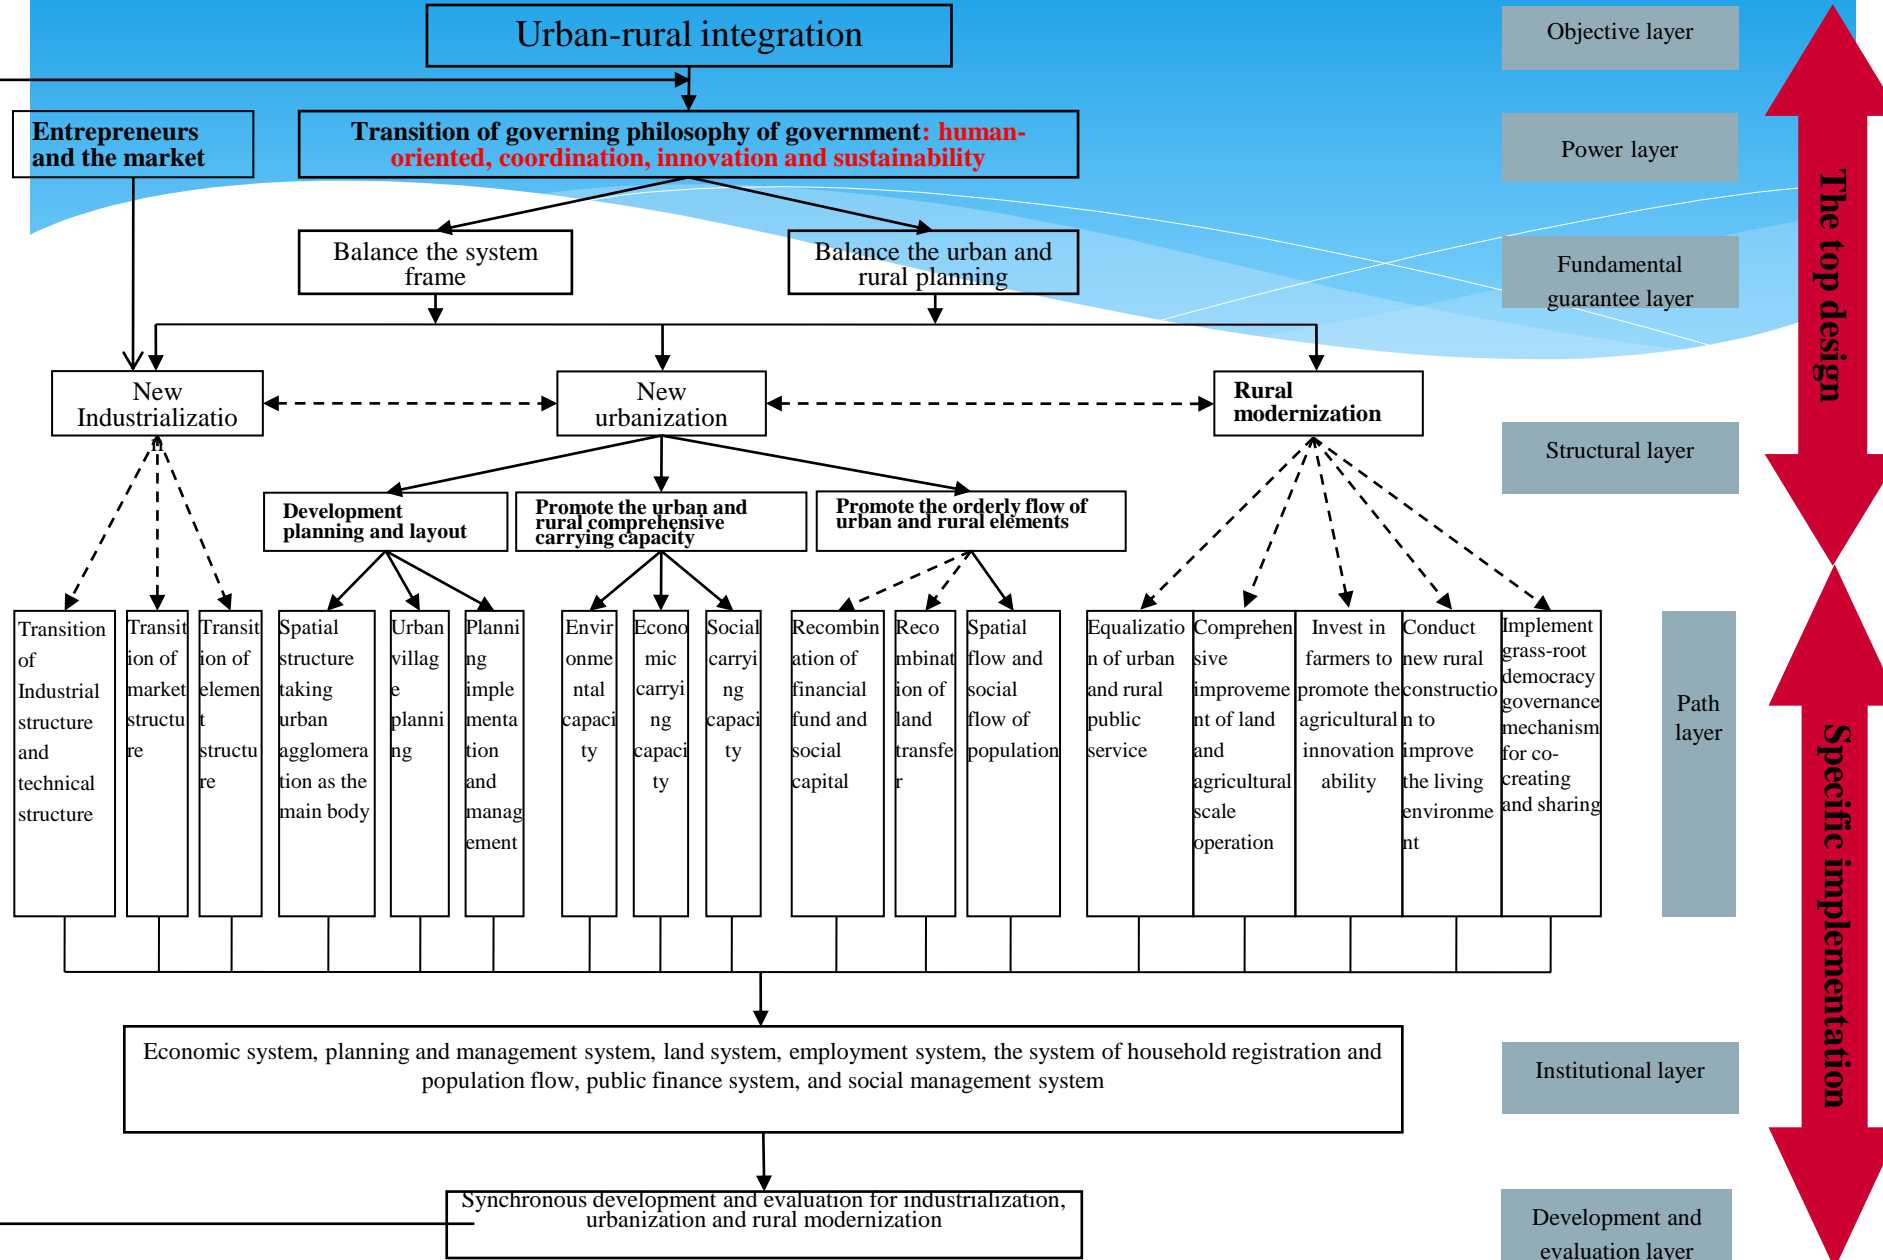 Urban-rural integration
Objective layer
Entrepreneurs
and the market
Transition of governing philosophy of government: human-
oriented, coordination, innovation and sustainability
Power layer
Balance the system
frame
Balance the urban and
rural planning
Fundamental
guarantee layer
The top design
New
Industrializatio
n
New
urbanization
Rural
modernization
Structural layer
Development
planning and layout
Promote the urban and
rural comprehensive
carrying capacity
Promote the orderly flow of
urban and rural elements
Transition
of
Industrial
structure
and
technical
structure
Transit
ion of
market
structu
re
Transit
ion of
elemen
t
structu
re
Spatial
structure
taking
urban
agglomera
tion as the
main body
Urban
villag
e
planni
ng
Planni
ng
imple
menta
tion
and
manag
ement
Envir
onme
ntal
capaci
ty
Econo
mic
carryi
ng
capaci
ty
Social
carryi
ng
capaci
ty
Recombin
ation of
financial
fund and
social
capital
Reco
mbinat
ion of
land
transfe
r
Spatial
flow and
social
flow of
population
Equalizatio
n of urban
and rural
public
service
Comprehen
sive
improveme
nt of land
and
agricultural
scale
operation
Invest in
farmers to
promote the
agricultural
innovation
ability
Conduct
new rural
constructio
n to
improve
the living
environme
nt
Implement
grass-root
democracy
governance
mechanism
for co-
creating
and sharing
Path
layer
Specific implementation
Economic system, planning and management system, land system, employment system, the system of household registration and
population flow, public finance system, and social management system
Institutional layer
Synchronous development and evaluation for industrialization,
urbanization and rural modernization
Development and
evaluation layer